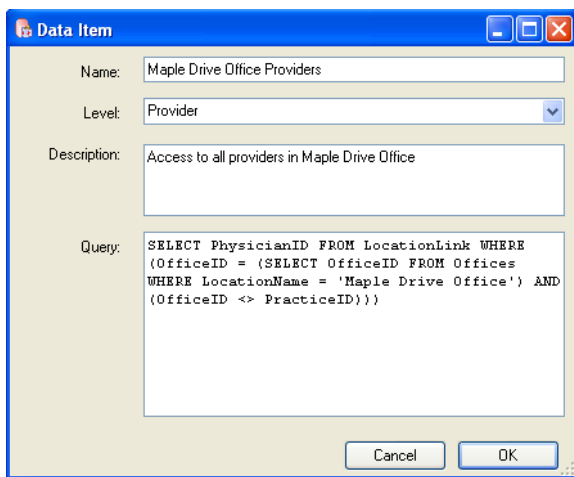 Data Item
Name: Maple Drive Office Providers
Level: Provider
Description: Access to all providers in Maple Drive Office
Query: SELECT PhysicianID FROM LocationLink WHERE
(OfficeID = (SELECT OfficeID FROM Offices
WHERE LocationName = 'Maple Drive Office') AND
(OfficeID <> PracticeID)))
Cancel OK